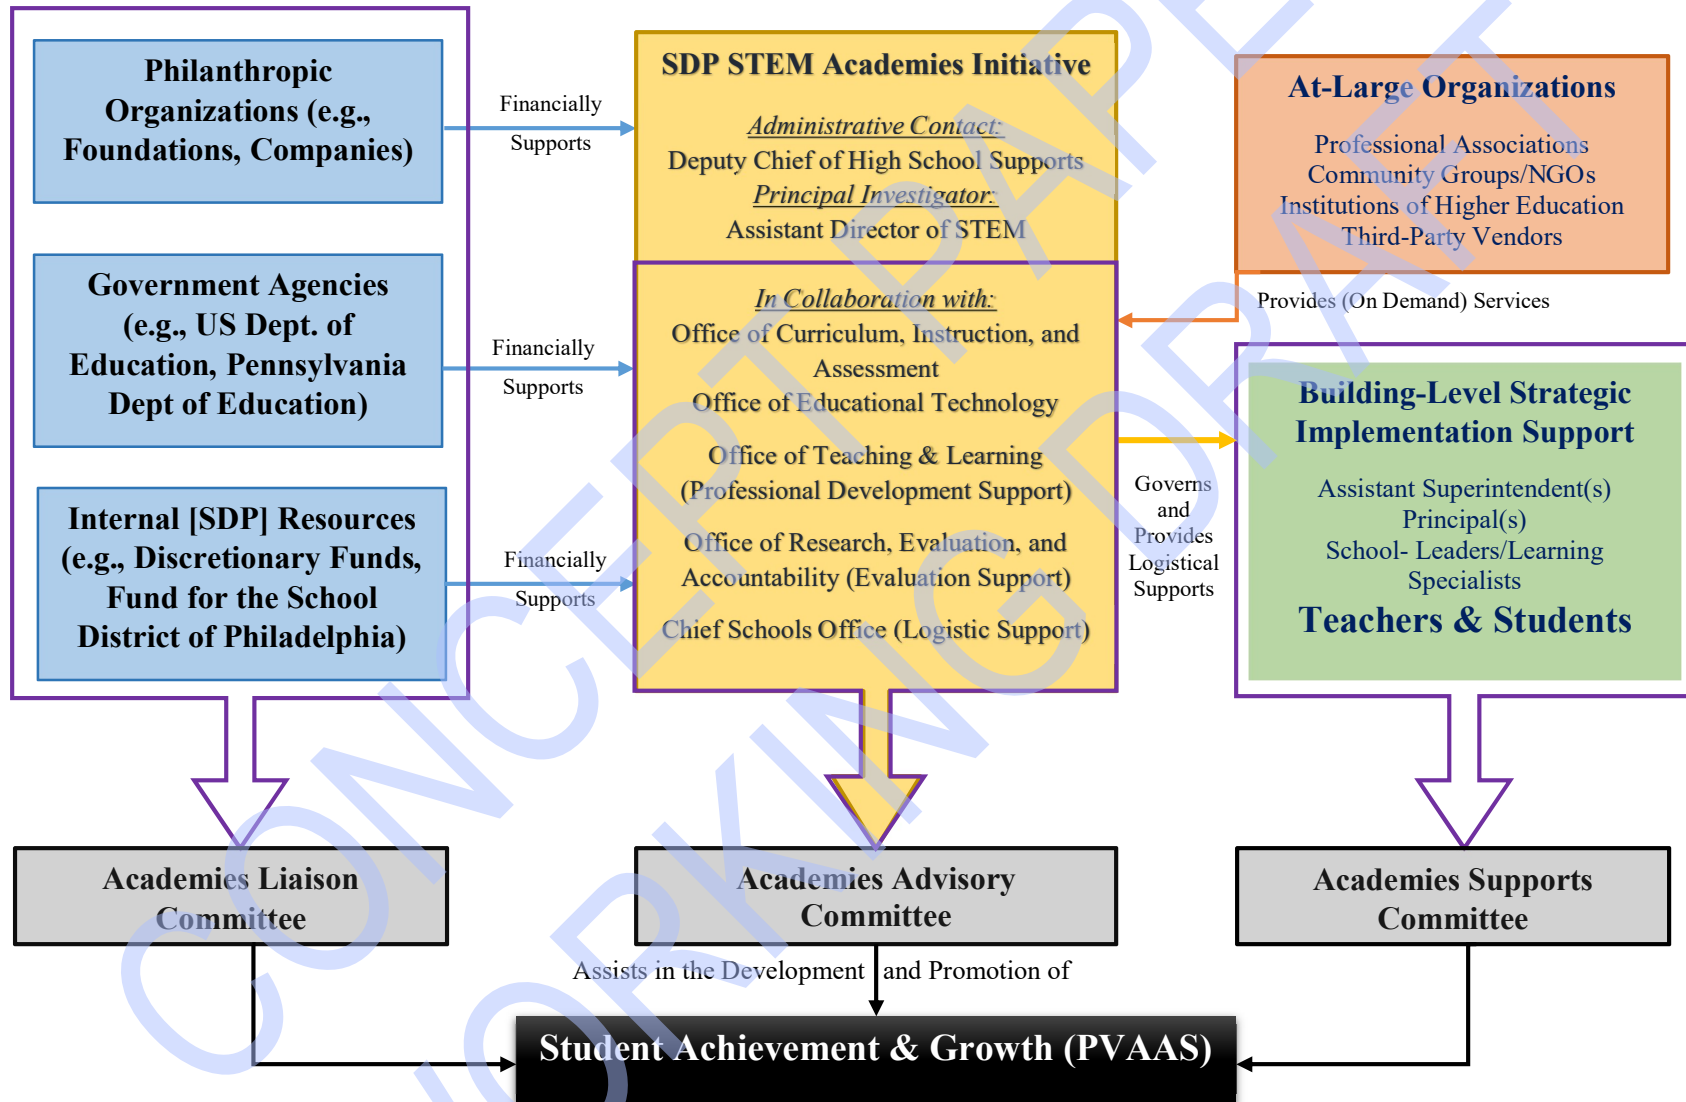 Philanthropic
Organizations (e.g.,
Foundations, Companies)
Government Agencies
(e.g., US Dept. of
Education, Pennsylvania
Dept of Education)
Internal [SDP] Resources
(e.g., Discretionary Funds,
Fund for the School
District of Philadelphia)
Financially
Supports
Financially
Supports
Financially
Supports
SDP STEM Academies Initiative
Administrative Contact:
Deputy Chief of High School Supports
Principal Investigator:
Assistant Director of STEM
In Collaboration with:
Office of Curriculum, Instruction, and
Assessment
Office of Educational Technology
Office of Teaching & Learning
(Professional Development Support)
Office of Research, Evaluation, and
Accountability (Evaluation Support)
Chief Schools Office (Logistic Support)
At-Large Organizations
Professional Associations
Community Groups/NGOs
Institutions of Higher Education
Third-Party Vendors
Provides (On Demand) Services
Governs
and
Provides
Logistical
Supports
Building-Level Strategic
Implementation Support
Assistant Superintendent(s)
Principal(s)
School- Leaders/Learning
Specialists
Teachers & Students
Academies Liaison
Committee
Academies Advisory
Committee
Academies Supports
Committee
Assists in the Development and Promotion of
Student Achievement & Growth (PVAAS)
CONCEPT PAPER
WORKING DRAFT